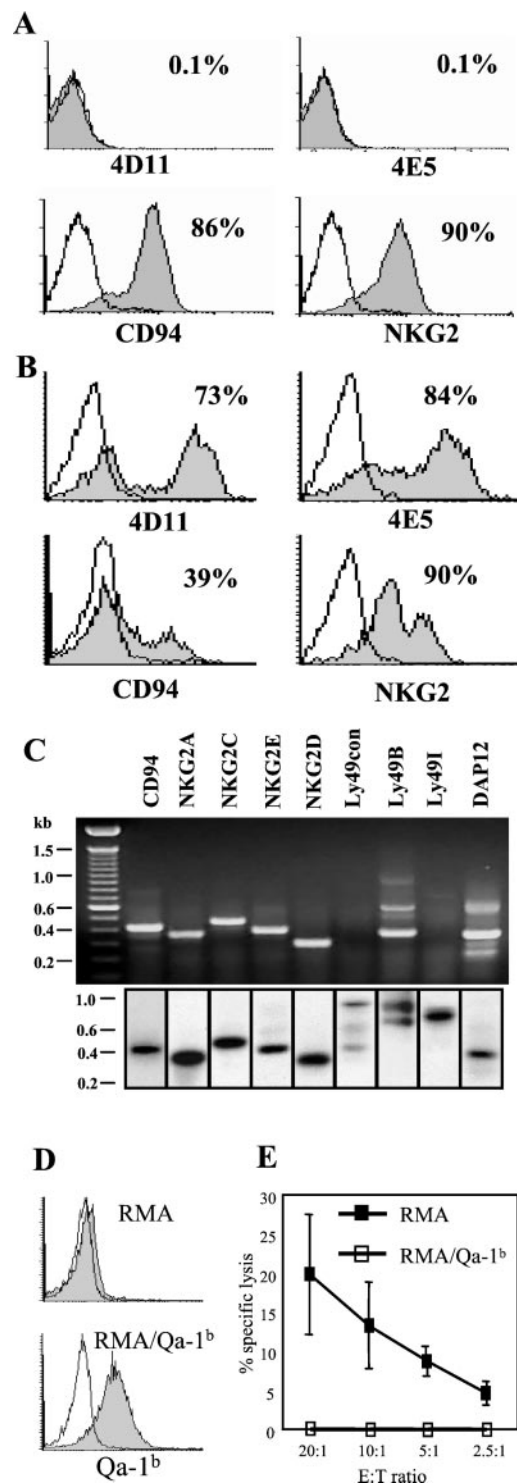 A
0.1%
4D11
0.1%
4E5
86%
CD94
90%
NKG2
B
73%
4D11
84%
4E5
39%
CD94
90%
NKG2
C
CD94
NKG2A
NKG2C
NKG2E
NKG2D
Ly49con
Ly49B
Ly49I
DAP12
kb
1.5
1.0
0.6
0.4
0.2
1.0
0.6
0.4
0.2
D
RMA
RMA/Qa-1ᵇ
Qa-1ᵇ
E
% specific lysis
30
25
20
15
10
5
0
RMA
RMA/Qa-1ᵇ
20:1 10:1 5:1 2.5:1
E:T ratio